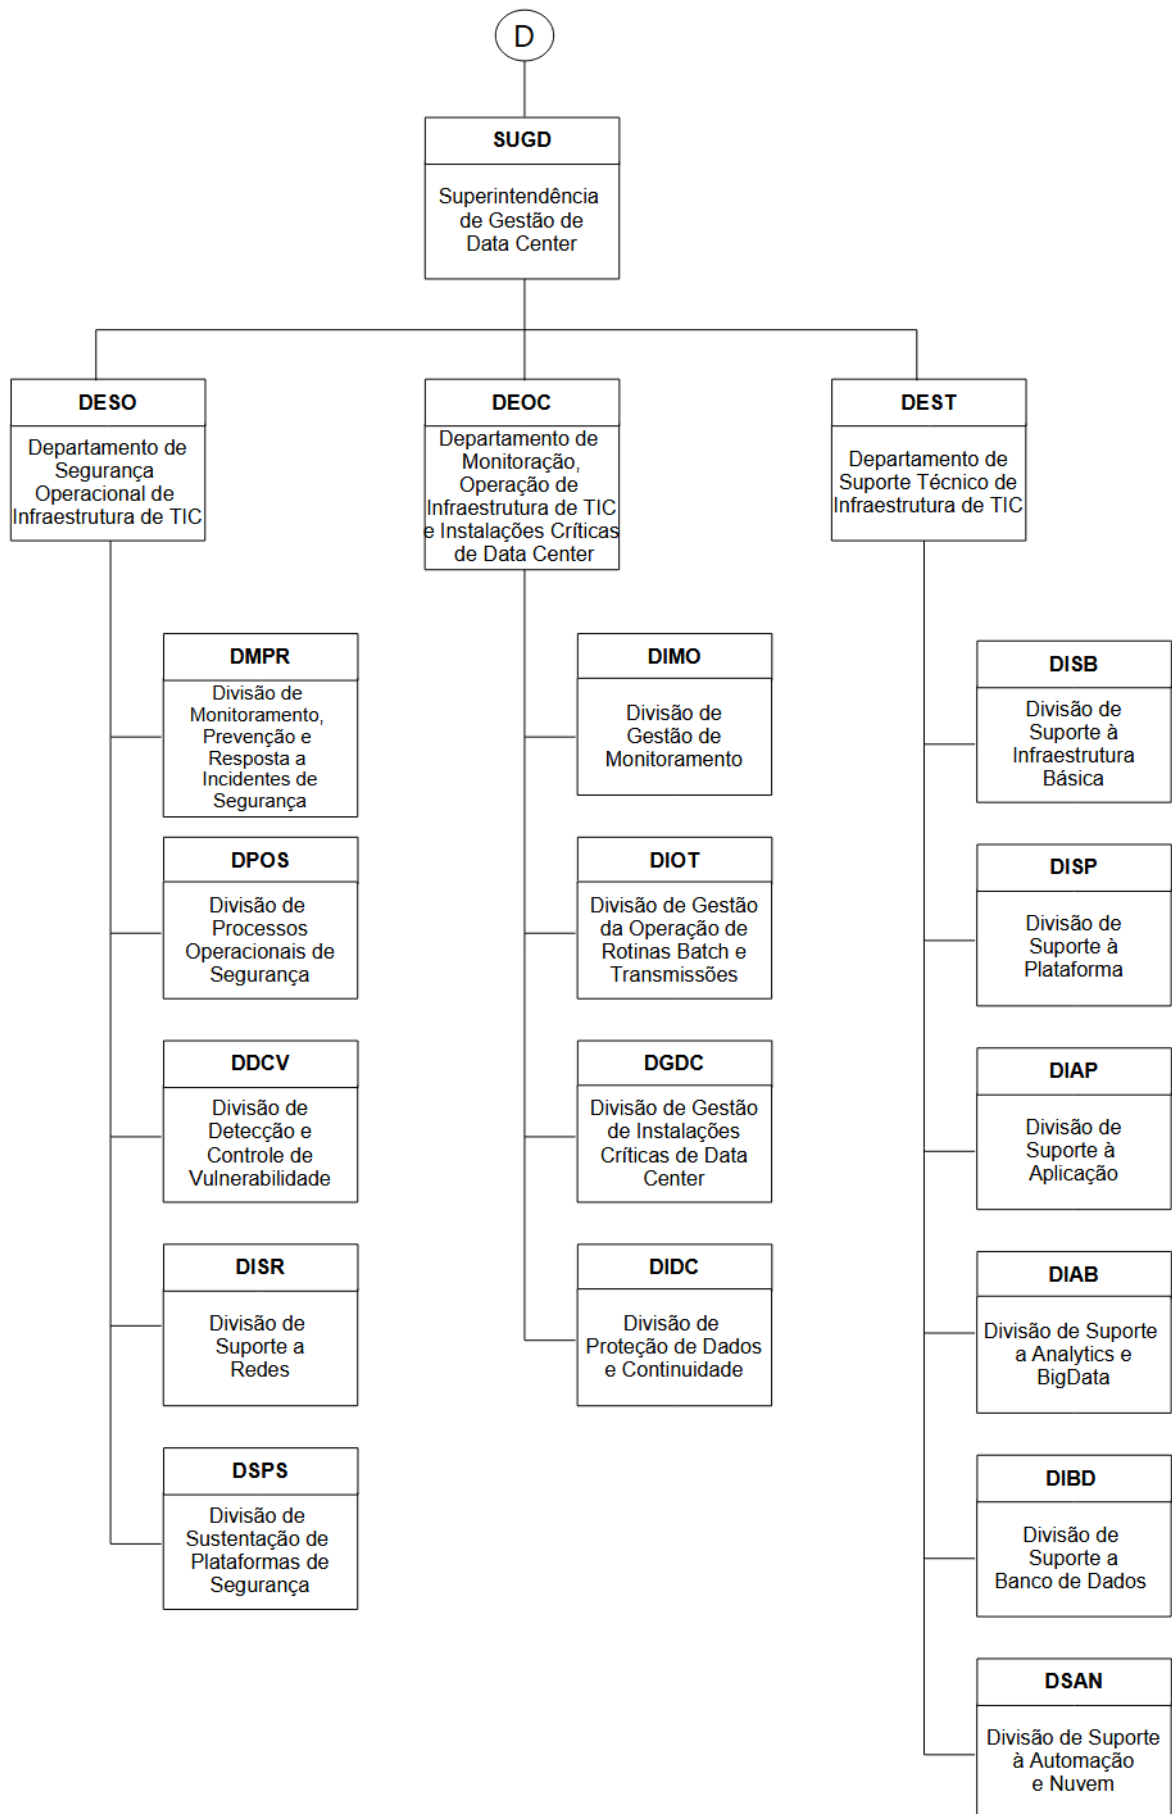 D
SUGD
Superintendência
de Gestão de
Data Center
DESO
Departamento de
Segurança
Operacional de
Infraestrutura de TIC
DEOC
Departamento de
Monitoração,
Operação de
Infraestrutura de TIC
e Instalações Críticas
de Data Center
DEST
Departamento de
Suporte Técnico de
Infraestrutura de TIC
DMPR
Divisão de
Monitoramento,
Prevenção e
Resposta a
Incidentes de
Segurança
DPOS
Divisão de
Processos
Operacionais de
Segurança
DDCV
Divisão de
Detecção e
Controle de
Vulnerabilidade
DISR
Divisão de
Suporte a
Redes
DSPS
Divisão de
Sustentação de
Plataformas de
Segurança
DIMO
Divisão de
Gestão de
Monitoramento
DIOT
Divisão de Gestão
da Operação de
Rotinas Batch e
Transmissões
DGDC
Divisão de Gestão
de Instalações
Críticas de Data
Center
DIDC
Divisão de
Proteção de Dados
e Continuidade
DISB
Divisão de
Suporte à
Infraestrutura
Básica
DISP
Divisão de
Suporte à
Plataforma
DIAP
Divisão de
Suporte à
Aplicação
DIAB
Divisão de Suporte
a Analytics e
BigData
DIBD
Divisão de
Suporte a
Banco de Dados
DSAN
Divisão de Suporte
à Automação
e Nuvem